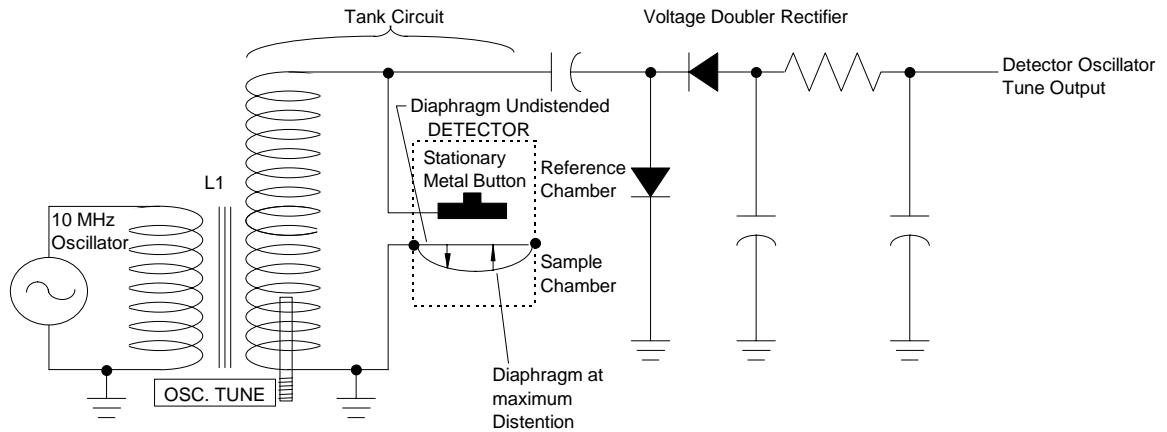 Tank Circuit
Voltage Doubler Rectifier
Detector Oscillator
Tune Output
Diaphragm Undistended
DETECTOR
Stationary
Metal Button
Reference
Chamber
L1
10 MHz
Oscillator
Sample
Chamber
OSC. TUNE
Diaphragm at
maximum
Distention